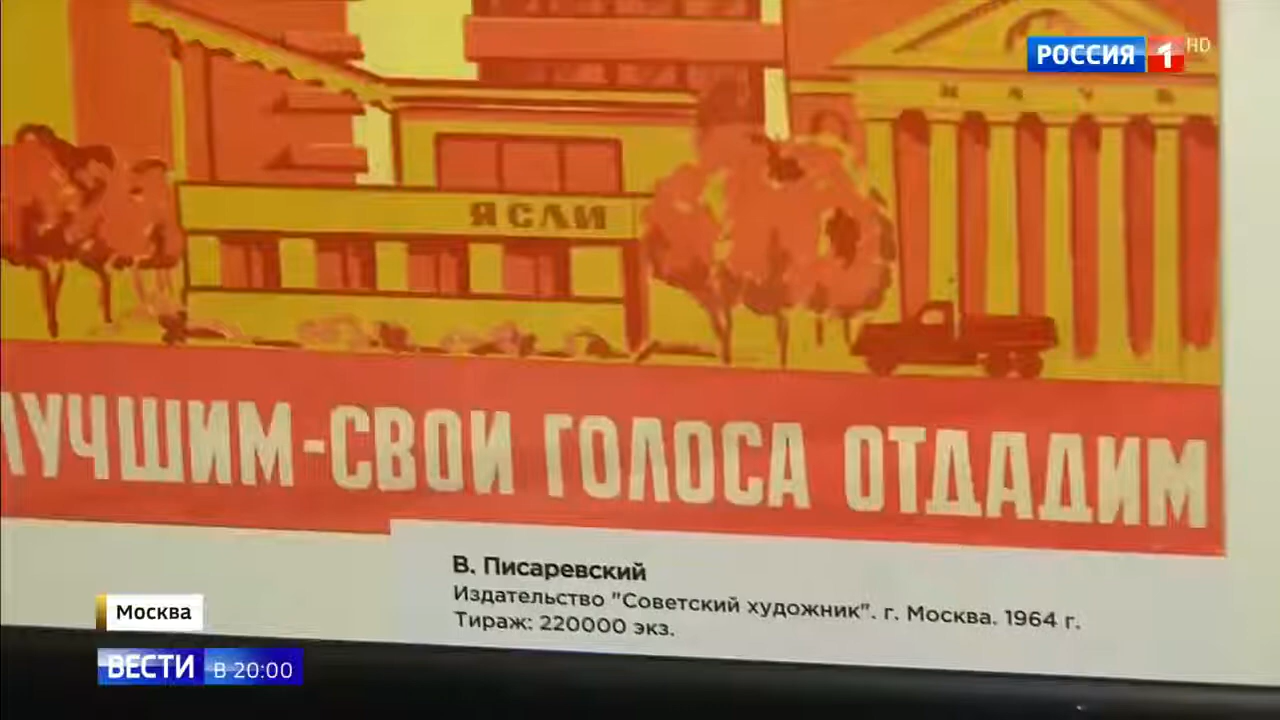 РОССИЯ 1 HD
КЛУБ
ЯСЛИ
ЛУЧШИМ-СВОИ ГОЛОСА ОТДАДИМ
В. Писаревский
Издательство "Советский художник". г. Москва. 1964 г.
Тираж: 220000 экз.
Москва
ВЕСТИ В 20:00